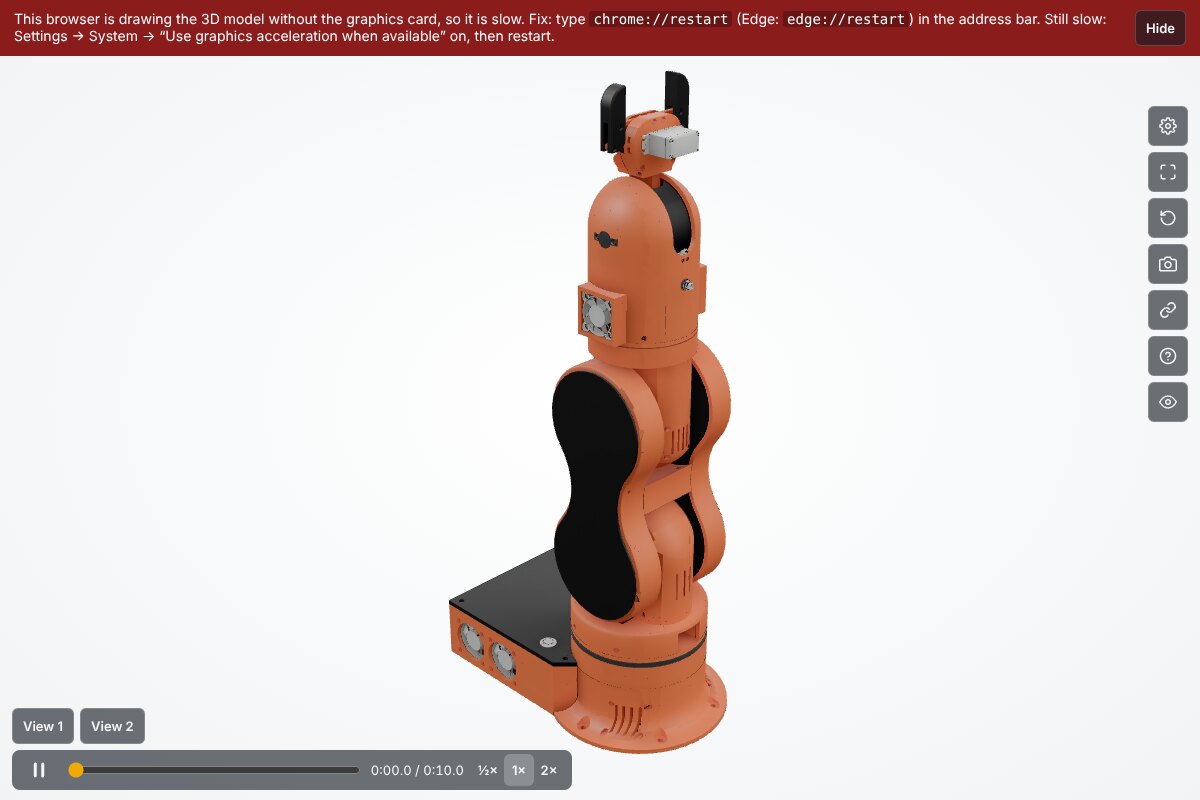 This browser is drawing the 3D model without the graphics card, so it is slow. Fix: type chrome://restart (Edge: edge://restart) in the address bar. Still slow:
Settings → System → “Use graphics acceleration when available” on, then restart.
Hide
View 1
View 2
0:00.0 / 0:10.0
½×
1×
2×